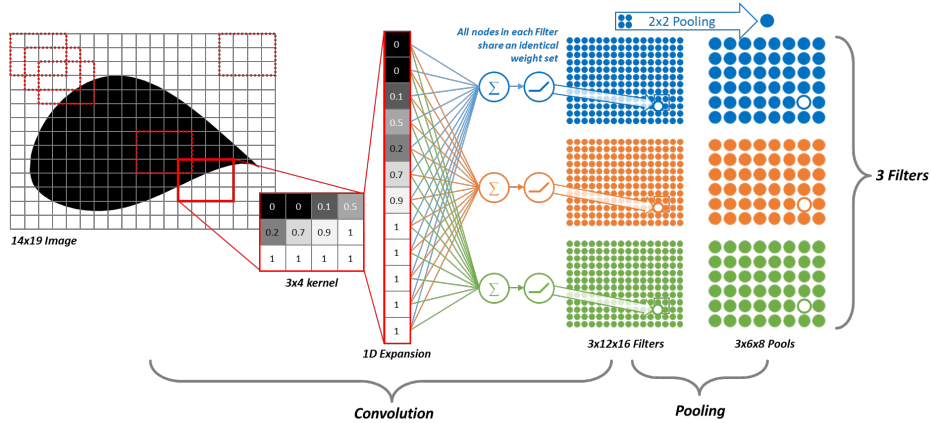 2x2 Pooling
All nodes in each Filter
share an identical
weight set
0
0
0.1
0.5
0.2
0.7
0.9
1
1
1
1
1
Σ
Σ
Σ
0 0 0.1 0.5
0.2 0.7 0.9 1
1 1 1 1
14x19 Image
3x4 kernel
1D Expansion
3x12x16 Filters
3x6x8 Pools
3 Filters
Convolution
Pooling